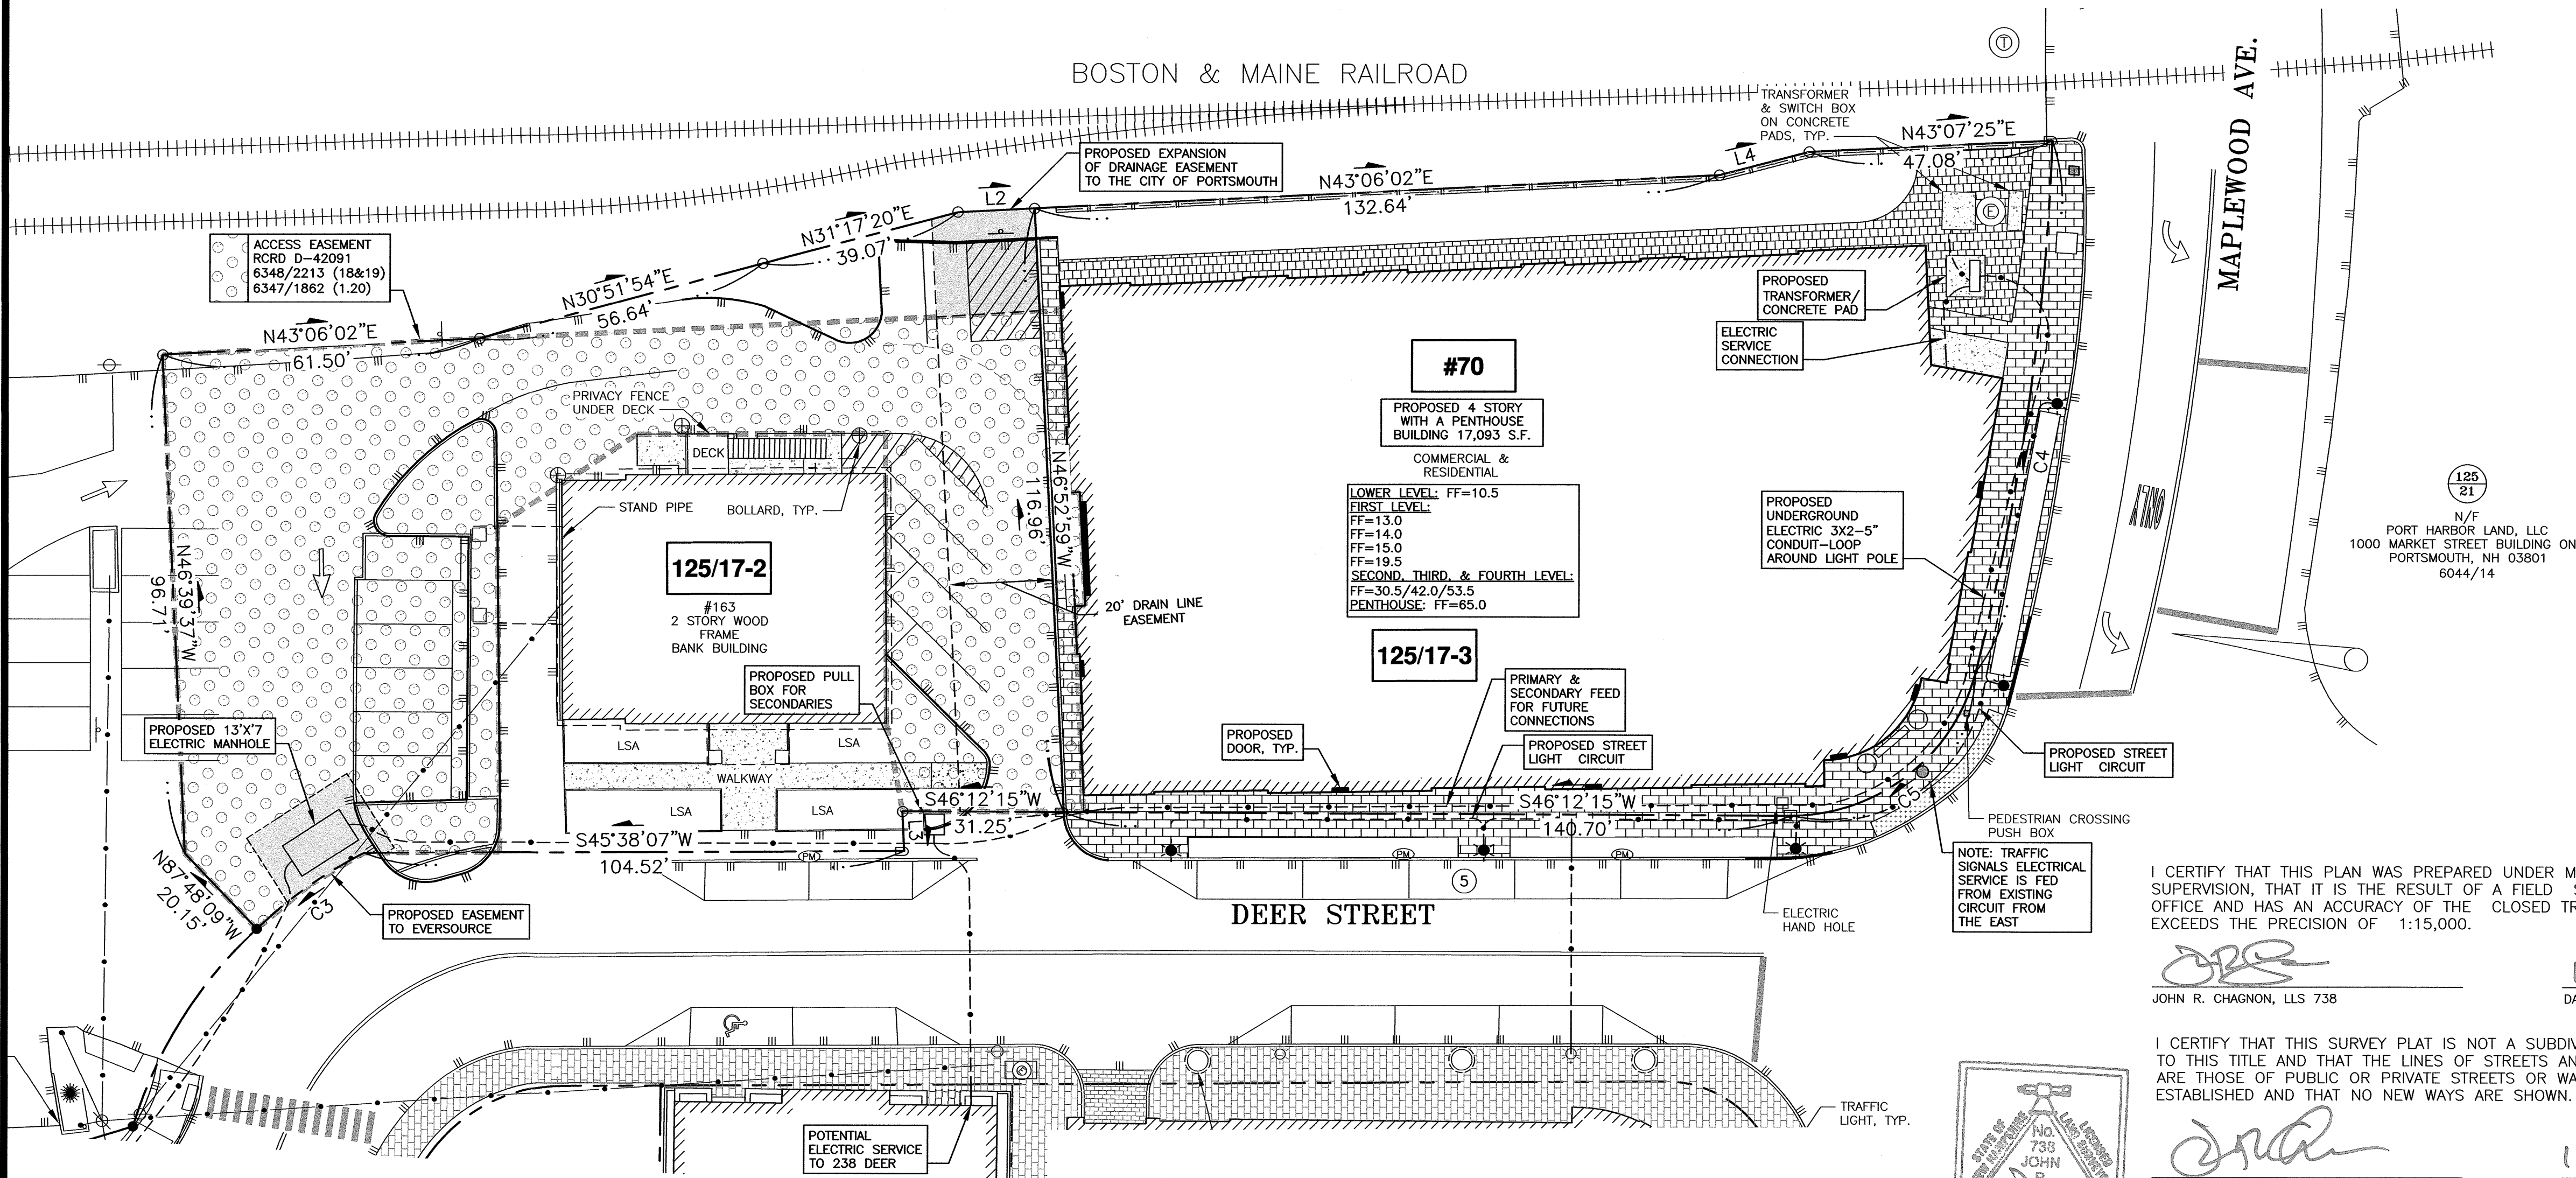 BOSTON & MAINE RAILROAD
MAPLEWOOD AVE.
T
TRANSFORMER
& SWITCH BOX
ON CONCRETE
PADS, TYP.
N43°07'25"E
47.08'
L4
PROPOSED EXPANSION
OF DRAINAGE EASEMENT
TO THE CITY OF PORTSMOUTH
N43°06'02"E
132.64'
L2
N31°17'20"E
39.07'
N30°51'54"E
56.64'
ACCESS EASEMENT
RCRD D-42091
6348/2213 (18&19)
6347/1862 (1.20)
N43°06'02"E
61.50'
E
PROPOSED
TRANSFORMER/
CONCRETE PAD
ELECTRIC
SERVICE
CONNECTION
#70
PROPOSED 4 STORY
WITH A PENTHOUSE
BUILDING 17,093 S.F.
COMMERCIAL &
RESIDENTIAL
LOWER LEVEL: FF=10.5
FIRST LEVEL:
FF=13.0
FF=14.0
FF=15.0
FF=19.5
SECOND, THIRD, & FOURTH LEVEL:
FF=30.5/42.0/53.5
PENTHOUSE: FF=65.0
125/17-3
PRIVACY FENCE
UNDER DECK
DECK
STAND PIPE
BOLLARD, TYP.
125/17-2
#163
2 STORY WOOD
FRAME
BANK BUILDING
N46°52'59"W
116.96'
20' DRAIN LINE
EASEMENT
N46°39'37"W
96.71'
PROPOSED
UNDERGROUND
ELECTRIC 3X2-5"
CONDUIT-LOOP
AROUND LIGHT POLE
C4
ONLY
125
21
N/F
PORT HARBOR LAND, LLC
1000 MARKET STREET BUILDING ON
PORTSMOUTH, NH 03801
6044/14
PROPOSED PULL
BOX FOR
SECONDARIES
PROPOSED 13'X'7
ELECTRIC MANHOLE
LSA
LSA
WALKWAY
LSA
LSA
PROPOSED
DOOR, TYP.
PRIMARY &
SECONDARY FEED
FOR FUTURE
CONNECTIONS
PROPOSED STREET
LIGHT CIRCUIT
PROPOSED STREET
LIGHT CIRCUIT
S46°12'15"W
31.25'
L3
S46°12'15"W
140.70'
C5
S45°38'07"W
104.52'
PM
PM
PM
5
N87°48'09"W
20.15'
C3
PROPOSED EASEMENT
TO EVERSOURCE
DEER STREET
ELECTRIC
HAND HOLE
PEDESTRIAN CROSSING
PUSH BOX
NOTE: TRAFFIC
SIGNALS ELECTRICAL
SERVICE IS FED
FROM EXISTING
CIRCUIT FROM
THE EAST
I CERTIFY THAT THIS PLAN WAS PREPARED UNDER M
SUPERVISION, THAT IT IS THE RESULT OF A FIELD S
OFFICE AND HAS AN ACCURACY OF THE CLOSED TR
EXCEEDS THE PRECISION OF 1:15,000.
JOHN R. CHAGNON, LLS 738
DA
I CERTIFY THAT THIS SURVEY PLAT IS NOT A SUBDIV
TO THIS TITLE AND THAT THE LINES OF STREETS AN
ARE THOSE OF PUBLIC OR PRIVATE STREETS OR WA
ESTABLISHED AND THAT NO NEW WAYS ARE SHOWN.
POTENTIAL
ELECTRIC SERVICE
TO 238 DEER
TRAFFIC
LIGHT, TYP.
STATE OF
NEW HAMPSHIRE
LICENSED
LAND SURVEYOR
No.
738
JOHN
R.